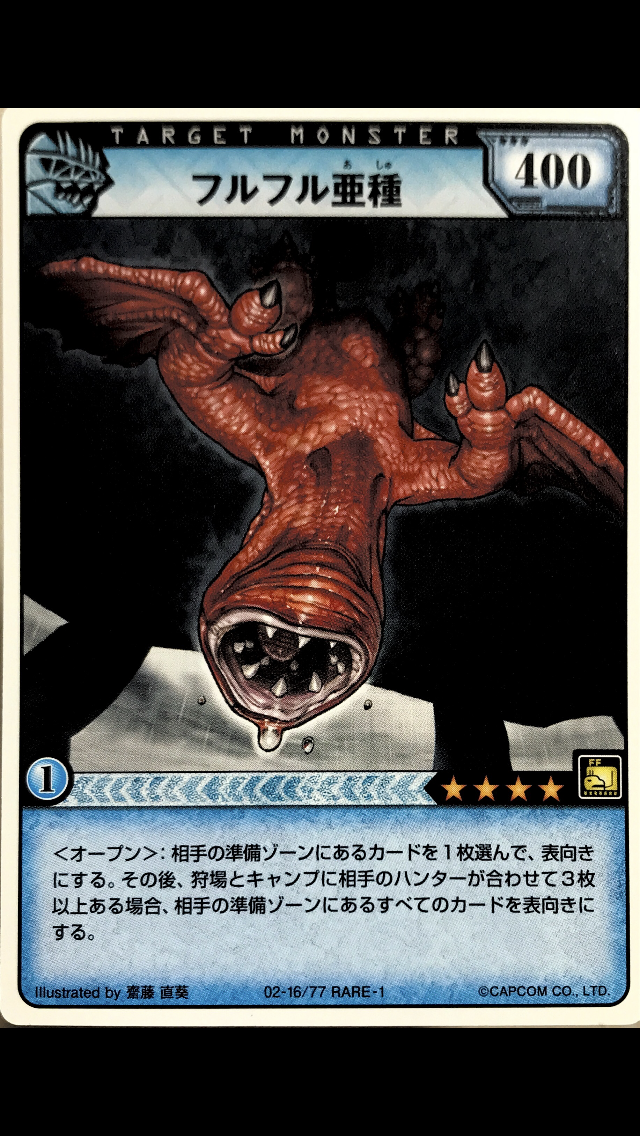 TARGET MONSTER
あ しゅ
フルフル亜種
400
1
FF
<オープン>：相手の準備ゾーンにあるカードを１枚選んで、表向き
にする。その後、狩場とキャンプに相手のハンターが合わせて３枚
以上ある場合、相手の準備ゾーンにあるすべてのカードを表向きに
する。
Illustrated by 齋藤 直葵 02-16/77 RARE-1 ©CAPCOM CO., LTD.